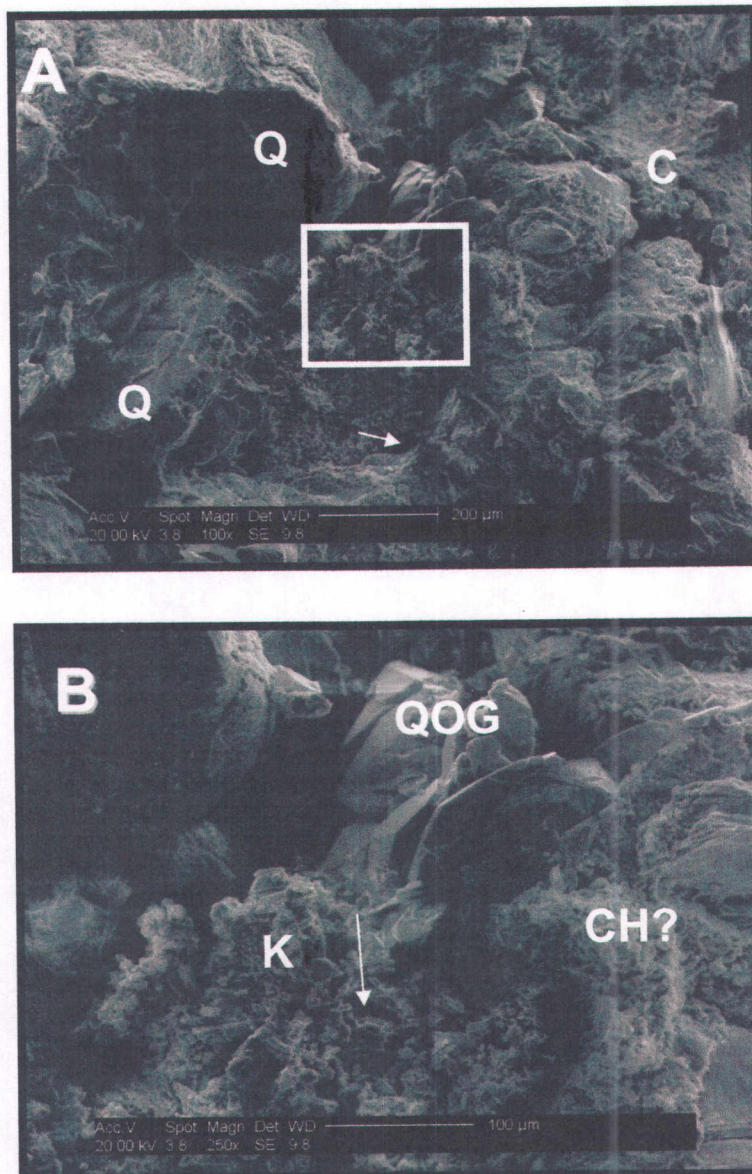 A
Q
C
Q
Acc.V Spot Magn Det WD 200 µm
20.00 kV 3.8 100x SE 9.8
B
QOG
K
CH?
Acc.V Spot Magn Det WD 100 µm
20.00 kV 3.8 250x SE 9.8